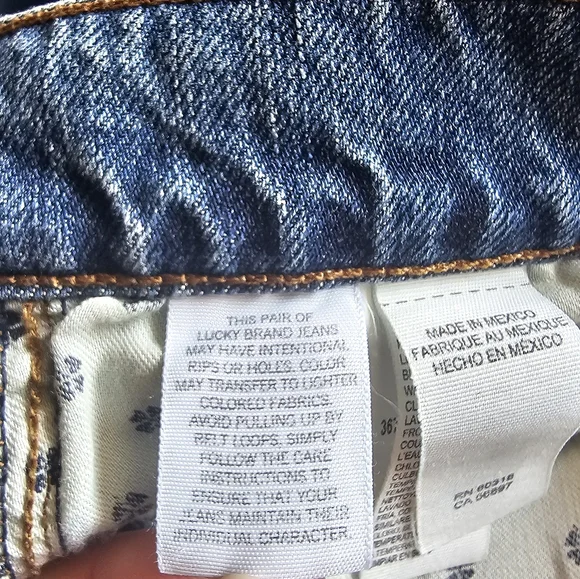 THIS PAIR OF
LUCKY BRAND JEANS
MAY HAVE INTENTIONAL
RIPS OR HOLES. COLOR
MAY TRANSFER TO LIGHTER
COLORED FABRICS.
AVOID PULLING UP BY
BELT LOOPS. SIMPLY
FOLLOW THE CARE
INSTRUCTIONS TO
ENSURE THAT YOUR
JEANS MAINTAIN THEIR
INDIVIDUAL CHARACTER.
MADE IN MEXICO
FABRIQUE AU MEXIQUE
HECHO EN MÉXICO
RN 80318
CA 06897